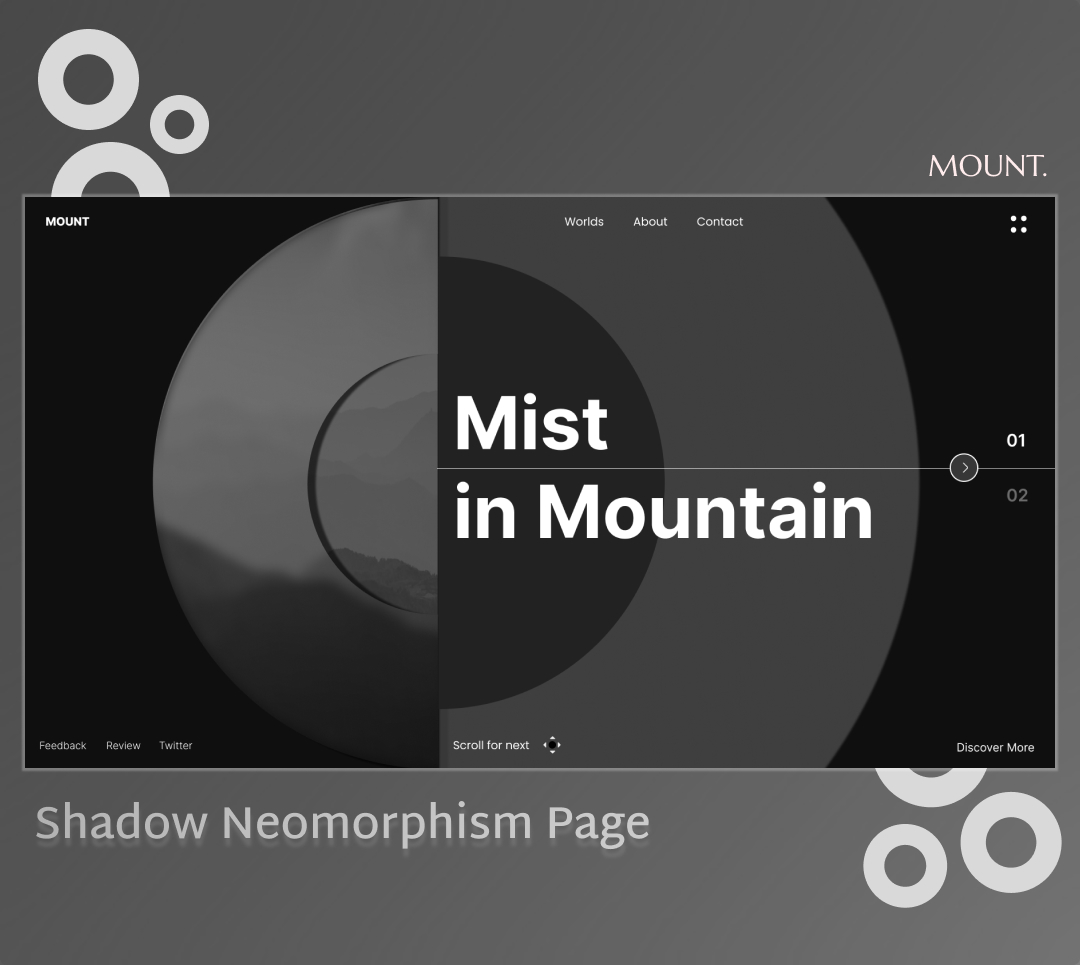 MOUNT.
MOUNT
Worlds About Contact
Mist
in Mountain
01
02
Feedback Review Twitter
Scroll for next
Discover More
Shadow Neomorphism Page